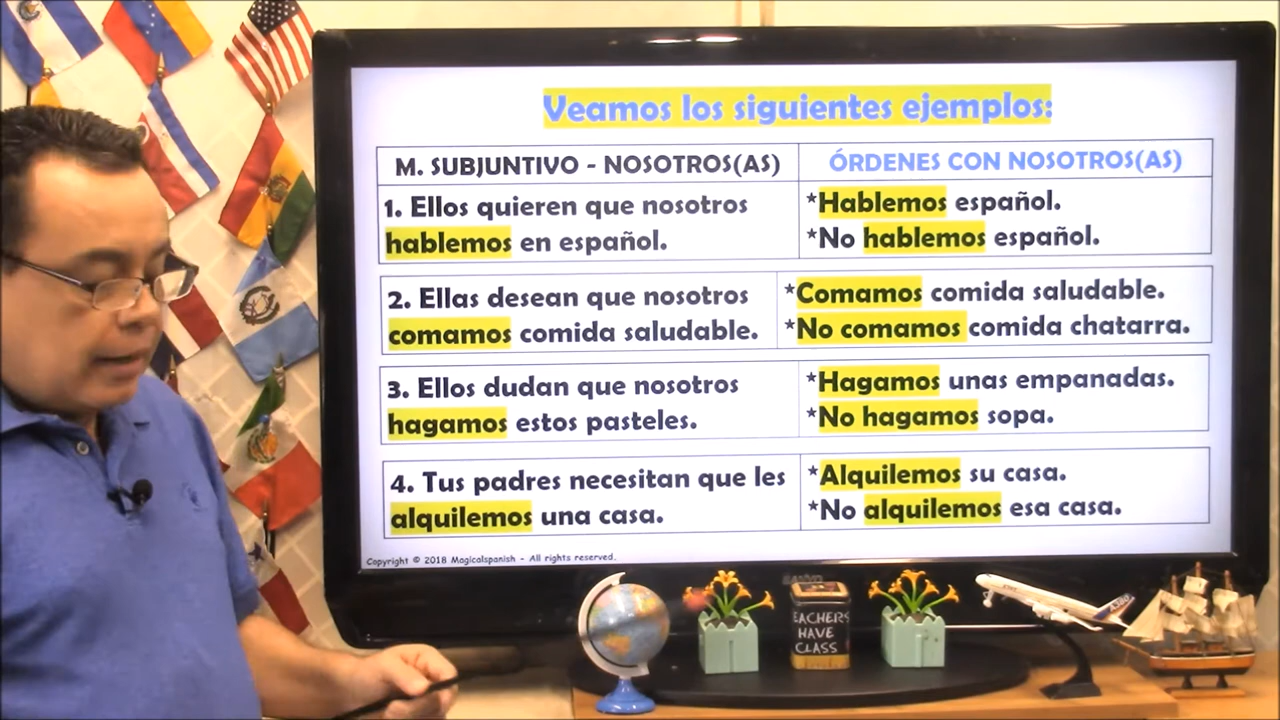 Veamos los siguientes ejemplos:
M. SUBJUNTIVO - NOSOTROS(AS)
ÓRDENES CON NOSOTROS(AS)
1. Ellos quieren que nosotros
hablemos en español.
*Hablemos español.
*No hablemos español.
2. Ellas desean que nosotros
comamos comida saludable.
*Comamos comida saludable.
*No comamos comida chatarra.
3. Ellos dudan que nosotros
hagamos estos pasteles.
*Hagamos unas empanadas.
*No hagamos sopa.
4. Tus padres necesitan que les
alquilemos una casa.
*Alquilemos su casa.
*No alquilemos esa casa.
Copyright © 2018 Magicalspanish - All rights reserved.
EACHERS
HAVE
CLASS
A380